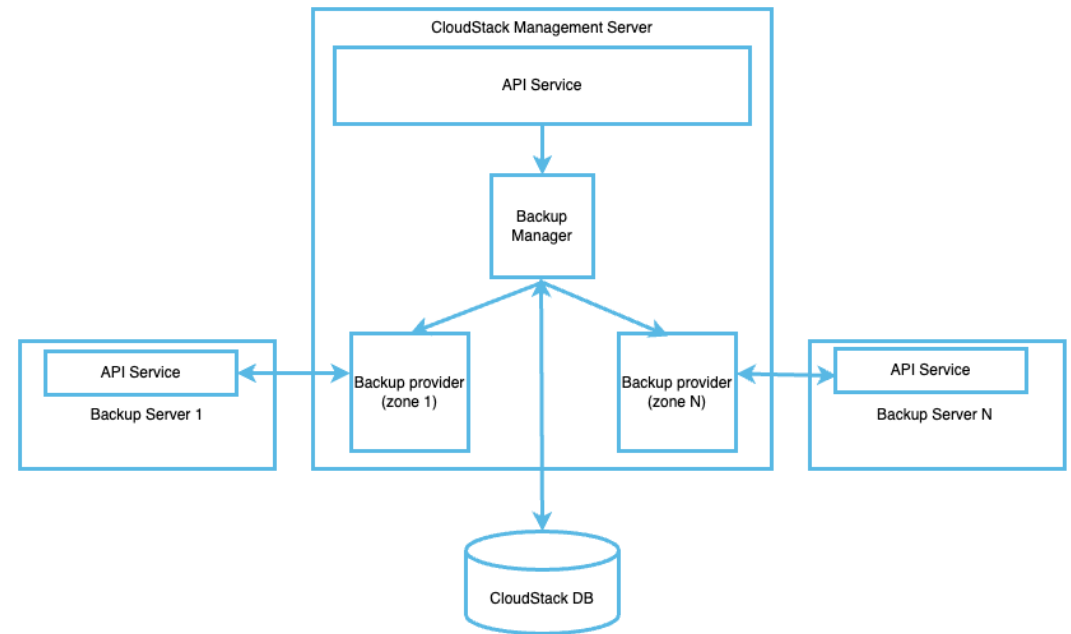 CloudStack Management Server
API Service
Backup
Manager
API Service
Backup Server 1
Backup provider
(zone 1)
Backup provider
(zone N)
API Service
Backup Server N
CloudStack DB